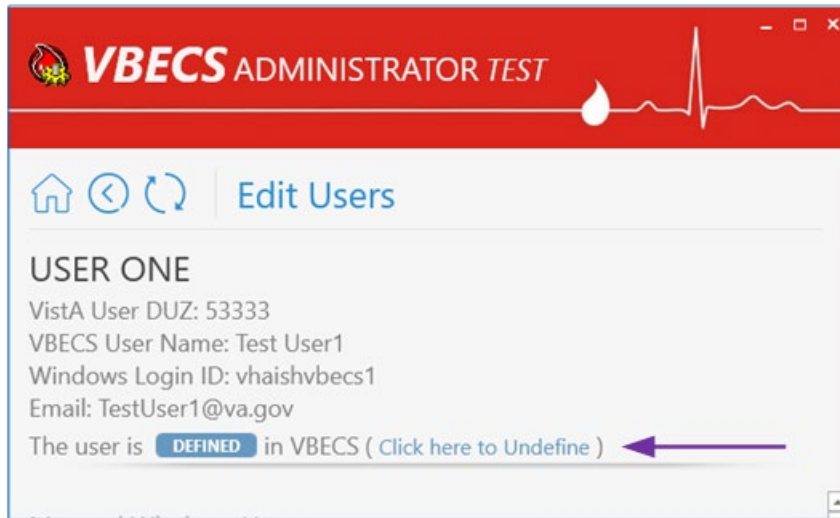 VBECS ADMINISTRATOR TEST
Edit Users
USER ONE
VistA User DUZ: 53333
VBECS User Name: Test User1
Windows Login ID: vhaishvbecs1
Email: TestUser1@va.gov
The user is DEFINED in VBECS ( Click here to Undefine )